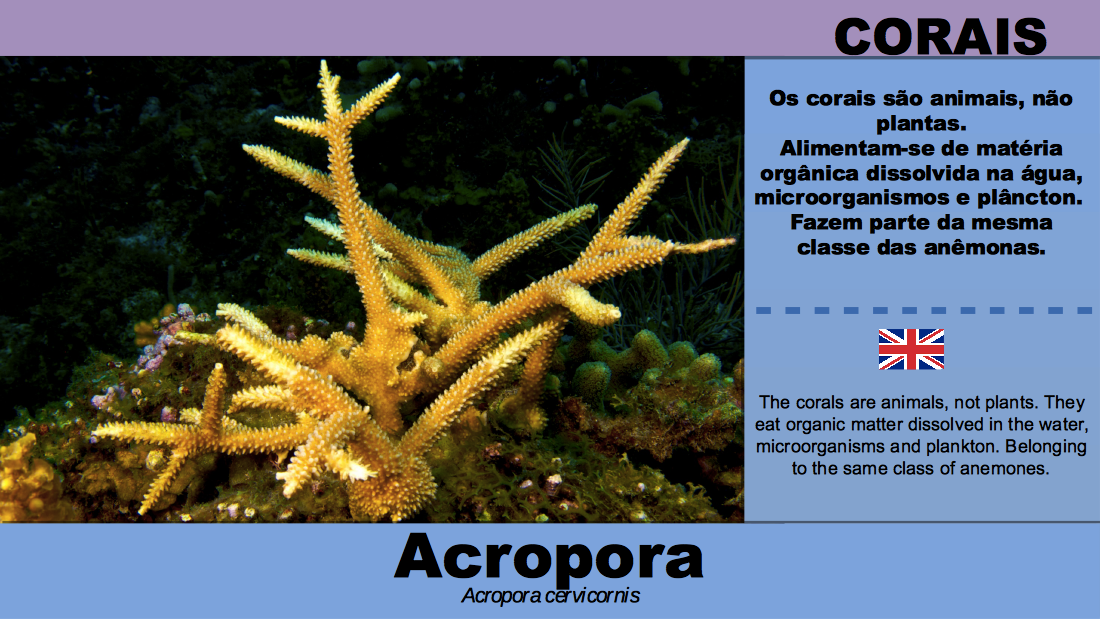 CORAIS
Os corais são animais, não
plantas.
Alimentam-se de matéria
orgânica dissolvida na água,
microorganismos e plâncton.
Fazem parte da mesma
classe das anêmonas.
The corals are animals, not plants. They
eat organic matter dissolved in the water,
microorganisms and plankton. Belonging
to the same class of anemones.
Acropora
Acropora cervicornis